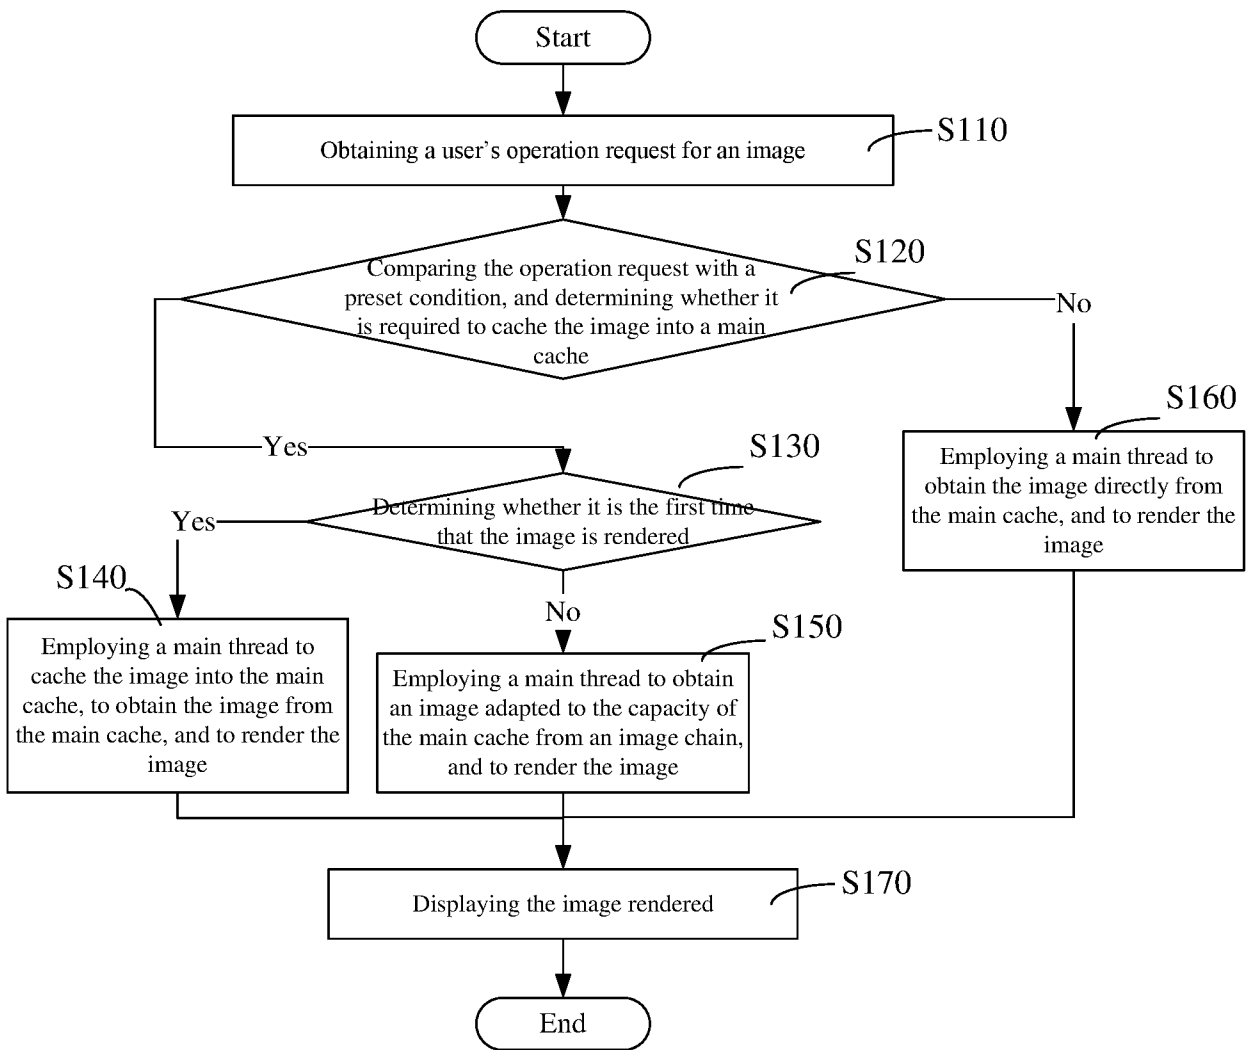 Start
Obtaining a user's operation request for an image
S110
Comparing the operation request with a
preset condition, and determining whether it
is required to cache the image into a main
cache
S120
No
Yes
S160
Employing a main thread to
obtain the image directly from
the main cache, and to render the
image
S130
Determining whether it is the first time
that the image is rendered
Yes
No
S140
Employing a main thread to
cache the image into the main
cache, to obtain the image from
the main cache, and to render the
image
S150
Employing a main thread to obtain
an image adapted to the capacity of
the main cache from an image chain,
and to render the image
Displaying the image rendered
S170
End